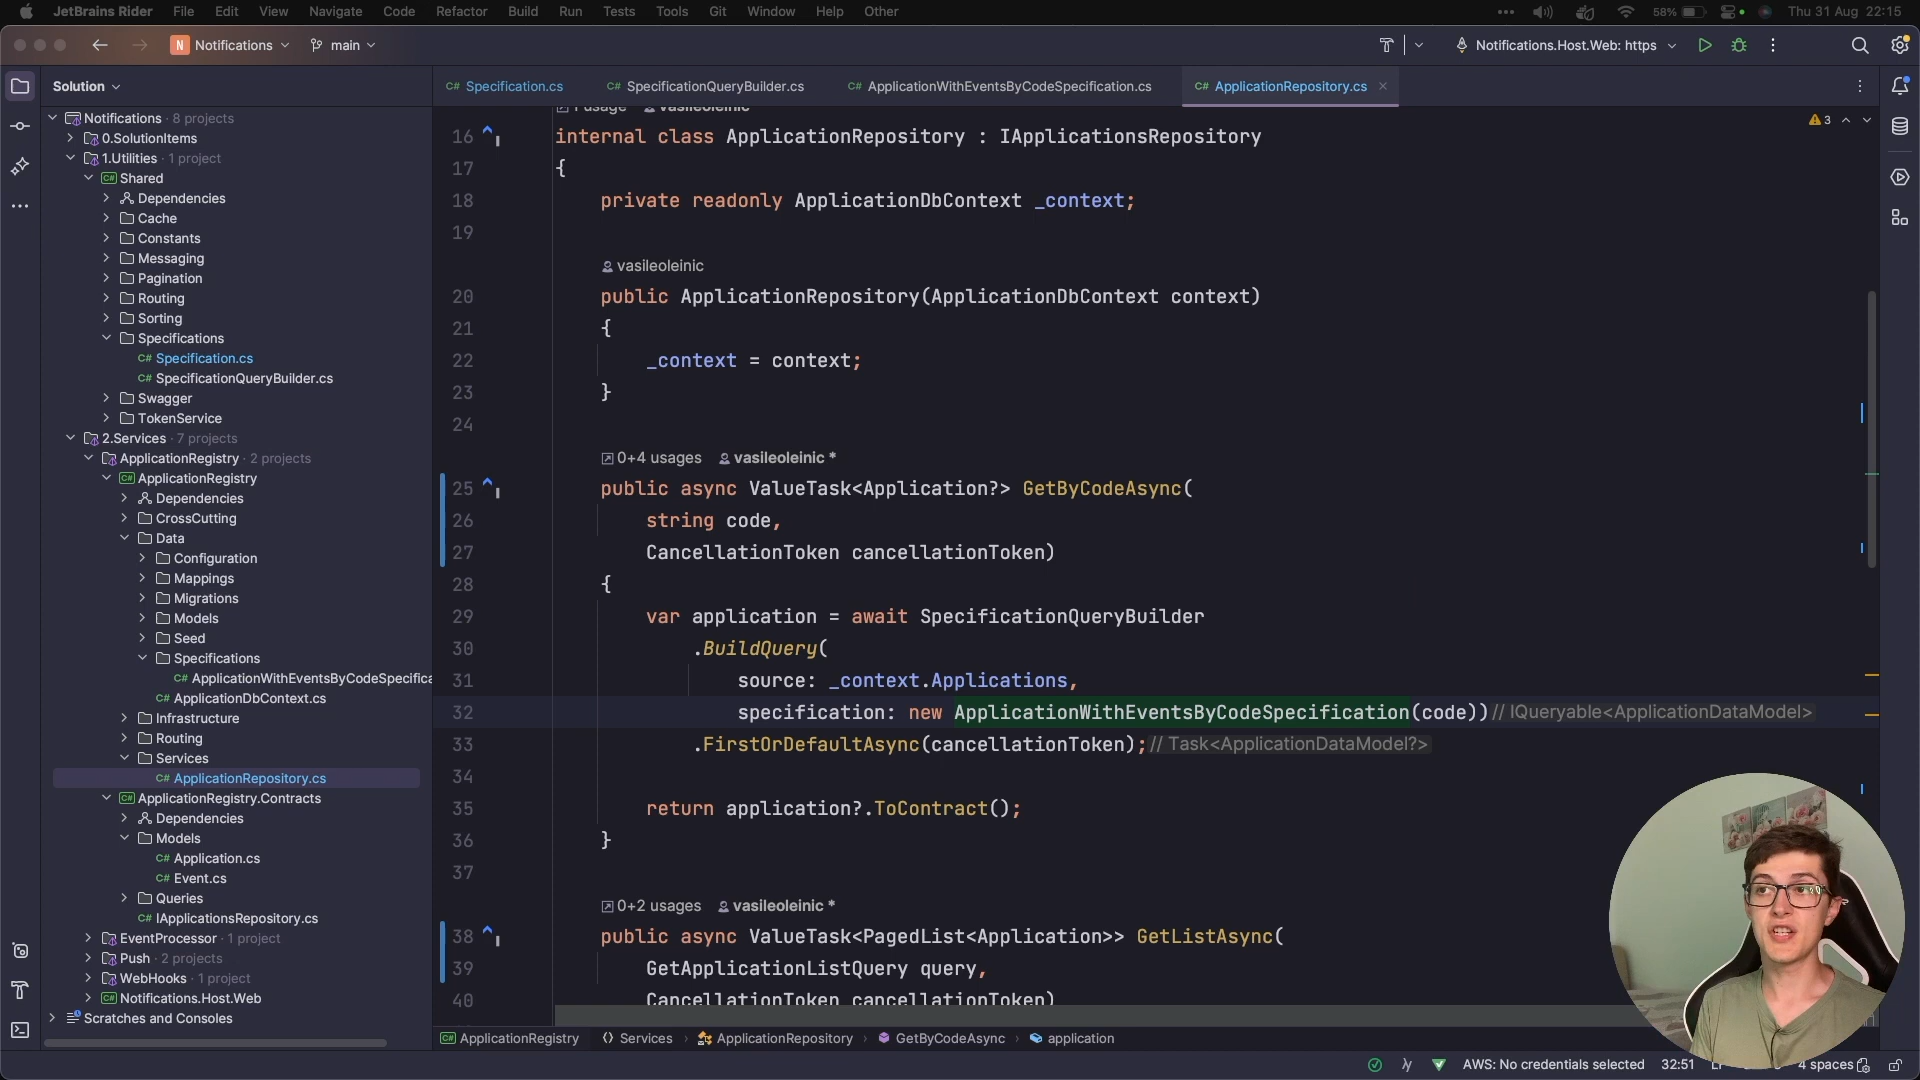 JetBrains Rider File Edit View Navigate Code Refactor Build Run Tests Tools Git Window Help Other 58% Thu 31 Aug 22:15
N Notifications main Notifications.Host.Web: https
Solution
Notifications · 8 projects
0.SolutionItems
1.Utilities · 1 project
C# Shared
Dependencies
Cache
Constants
Messaging
Pagination
Routing
Sorting
Specifications
C# Specification.cs
C# SpecificationQueryBuilder.cs
Swagger
TokenService
2.Services · 7 projects
ApplicationRegistry · 2 projects
C# ApplicationRegistry
Dependencies
CrossCutting
Data
Configuration
Mappings
Migrations
Models
Seed
Specifications
C# ApplicationWithEventsByCodeSpecifica
C# ApplicationDbContext.cs
Infrastructure
Routing
Services
C# ApplicationRepository.cs
C# ApplicationRegistry.Contracts
Dependencies
Models
C# Application.cs
C# Event.cs
Queries
C# IApplicationsRepository.cs
EventProcessor · 1 project
Push · 2 projects
WebHooks · 1 project
C# Notifications.Host.Web
Scratches and Consoles
C# Specification.cs C# SpecificationQueryBuilder.cs C# ApplicationWithEventsByCodeSpecification.cs C# ApplicationRepository.cs
1 usage vasileoleinic
3
16 internal class ApplicationRepository : IApplicationsRepository
17 {
18 private readonly ApplicationDbContext _context;
19
vasileoleinic
20 public ApplicationRepository(ApplicationDbContext context)
21 {
22 _context = context;
23 }
24
0+4 usages vasileoleinic *
25 public async ValueTask<Application?> GetByCodeAsync(
26 string code,
27 CancellationToken cancellationToken)
28 {
29 var application = await SpecificationQueryBuilder
30 .BuildQuery(
31 source: _context.Applications,
32 specification: new ApplicationWithEventsByCodeSpecification(code)) // IQueryable<ApplicationDataModel>
33 .FirstOrDefaultAsync(cancellationToken); // Task<ApplicationDataModel?>
34
35 return application?.ToContract();
36 }
37
0+2 usages vasileoleinic *
38 public async ValueTask<PagedList<Application>> GetListAsync(
39 GetApplicationListQuery query,
40 CancellationToken cancellationToken)
C# ApplicationRegistry Services ApplicationRepository GetByCodeAsync application
AWS: No credentials selected 32:51 4 spaces